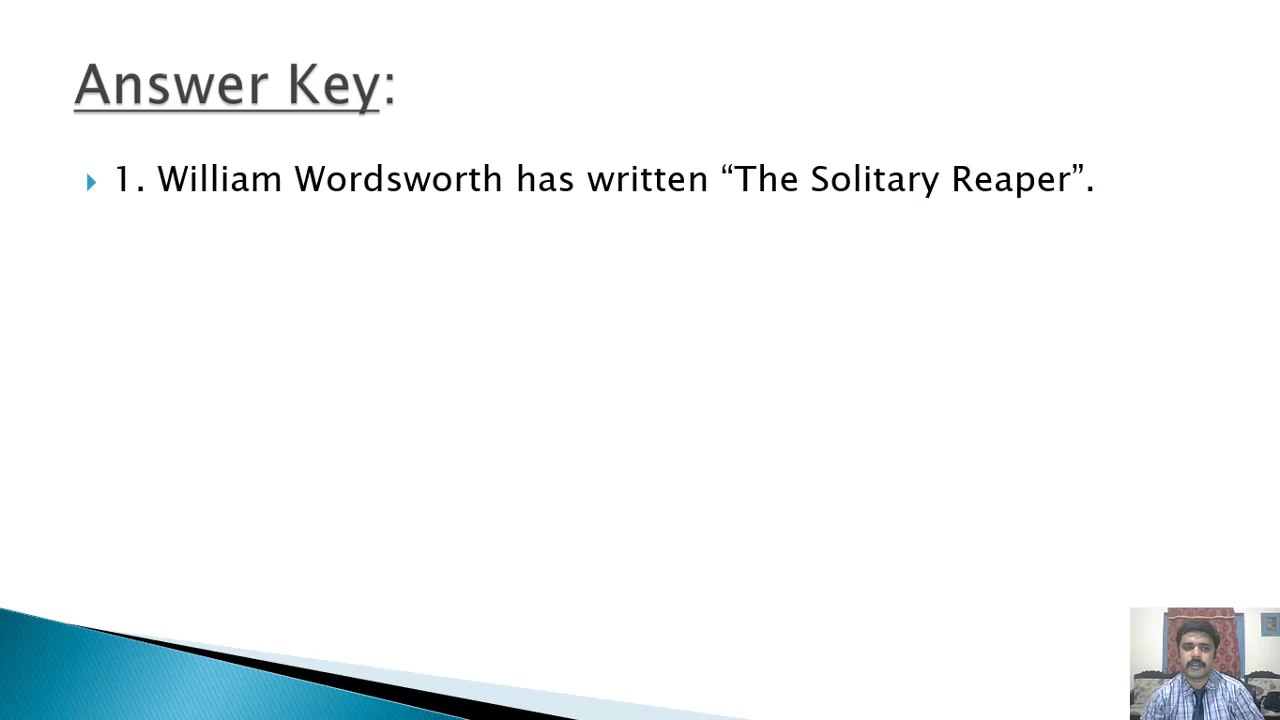 Answer Key:
1. William Wordsworth has written “The Solitary Reaper”.